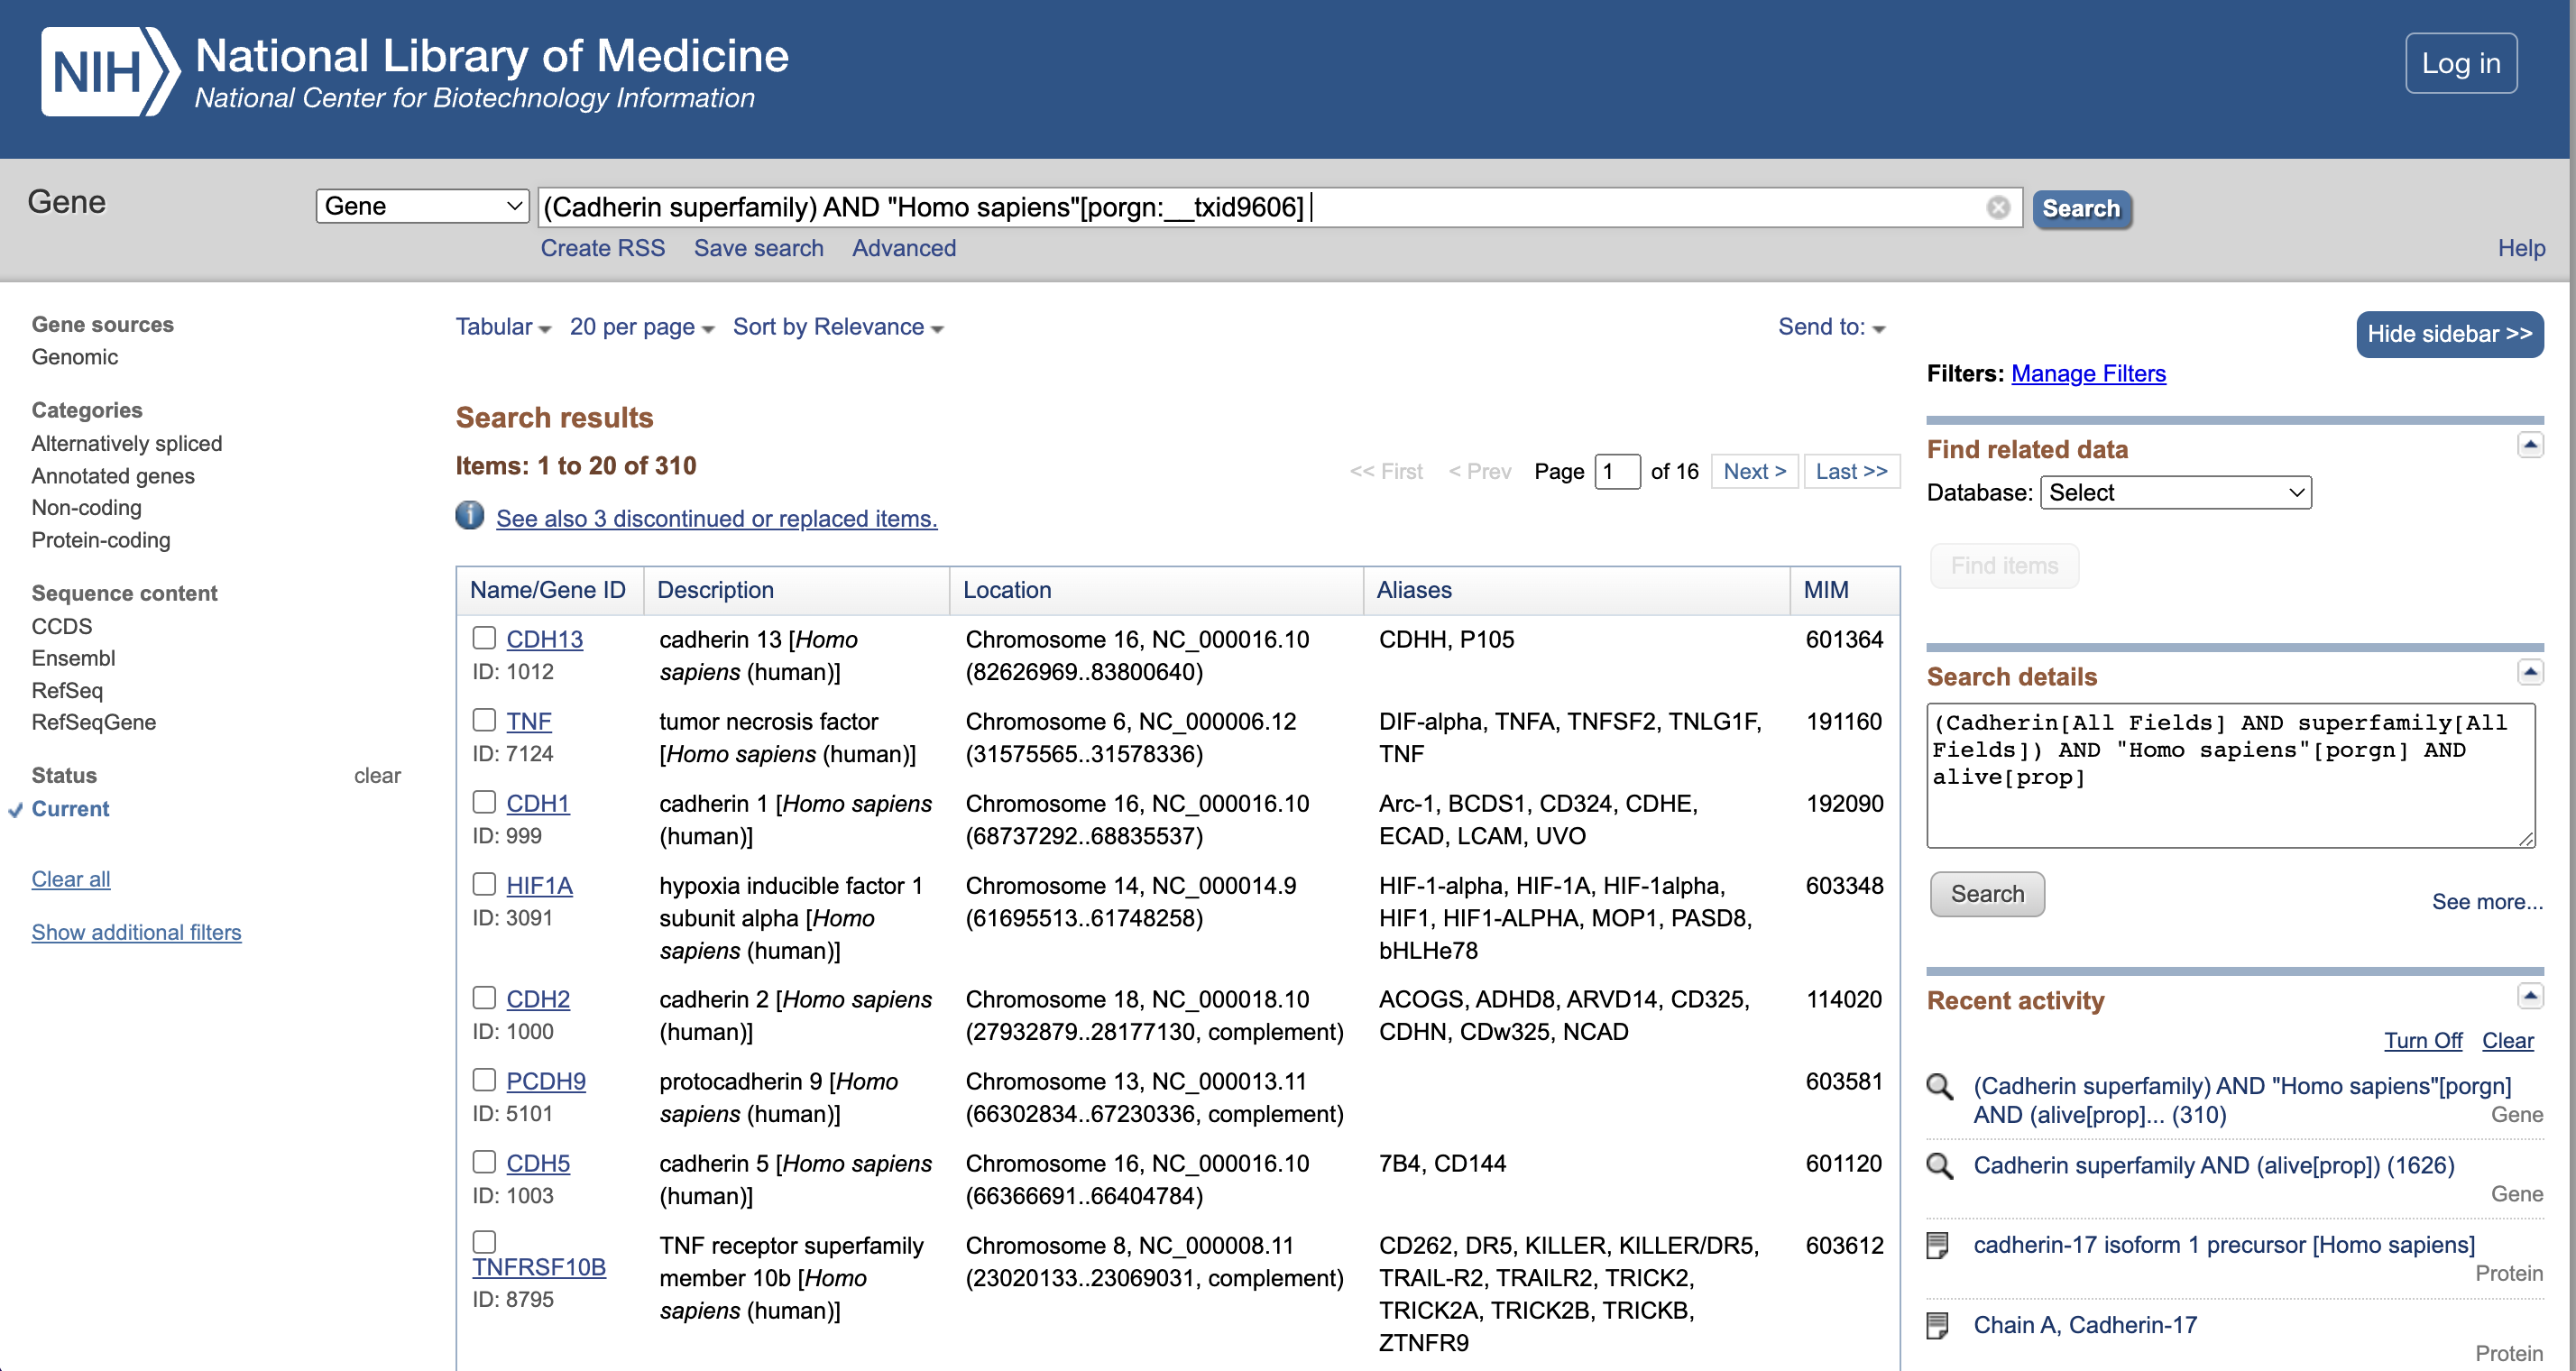 NIH National Library of Medicine
National Center for Biotechnology Information
Log in
Gene
Gene
(Cadherin superfamily) AND "Homo sapiens"[porgn:__txid9606]
Search
Create RSS Save search Advanced
Help
Gene sources
Genomic
Categories
Alternatively spliced
Annotated genes
Non-coding
Protein-coding
Sequence content
CCDS
Ensembl
RefSeq
RefSeqGene
Status clear
Current
Clear all
Show additional filters
Tabular 20 per page Sort by Relevance
Send to:
Search results
Items: 1 to 20 of 310
<< First < Prev Page 1 of 16 Next > Last >>
See also 3 discontinued or replaced items.
Name/Gene ID Description Location Aliases MIM
CDH13 cadherin 13 [Homo Chromosome 16, NC_000016.10 CDHH, P105 601364
ID: 1012 sapiens (human)] (82626969..83800640)
TNF tumor necrosis factor Chromosome 6, NC_000006.12 DIF-alpha, TNFA, TNFSF2, TNLG1F, 191160
ID: 7124 [Homo sapiens (human)] (31575565..31578336) TNF
CDH1 cadherin 1 [Homo sapiens Chromosome 16, NC_000016.10 Arc-1, BCDS1, CD324, CDHE, 192090
ID: 999 (human)] (68737292..68835537) ECAD, LCAM, UVO
HIF1A hypoxia inducible factor 1 Chromosome 14, NC_000014.9 HIF-1-alpha, HIF-1A, HIF-1alpha, 603348
ID: 3091 subunit alpha [Homo (61695513..61748258) HIF1, HIF1-ALPHA, MOP1, PASD8,
sapiens (human)] bHLHe78
CDH2 cadherin 2 [Homo sapiens Chromosome 18, NC_000018.10 ACOGS, ADHD8, ARVD14, CD325, 114020
ID: 1000 (human)] (27932879..28177130, complement) CDHN, CDw325, NCAD
PCDH9 protocadherin 9 [Homo Chromosome 13, NC_000013.11 603581
ID: 5101 sapiens (human)] (66302834..67230336, complement)
CDH5 cadherin 5 [Homo sapiens Chromosome 16, NC_000016.10 7B4, CD144 601120
ID: 1003 (human)] (66366691..66404784)
TNFRSF10B TNF receptor superfamily Chromosome 8, NC_000008.11 CD262, DR5, KILLER, KILLER/DR5, 603612
ID: 8795 member 10b [Homo (23020133..23069031, complement) TRAIL-R2, TRAILR2, TRICK2,
sapiens (human)] TRICK2A, TRICK2B, TRICKB,
ZTNFR9
Hide sidebar >>
Filters: Manage Filters
Find related data
Database: Select
Find items
Search details
(Cadherin[All Fields] AND superfamily[All
Fields]) AND "Homo sapiens"[porgn] AND
alive[prop]
Search
See more...
Recent activity
Turn Off Clear
(Cadherin superfamily) AND "Homo sapiens"[porgn]
AND (alive[prop]... (310)
Gene
Cadherin superfamily AND (alive[prop]) (1626)
Gene
cadherin-17 isoform 1 precursor [Homo sapiens]
Protein
Chain A, Cadherin-17
Protein